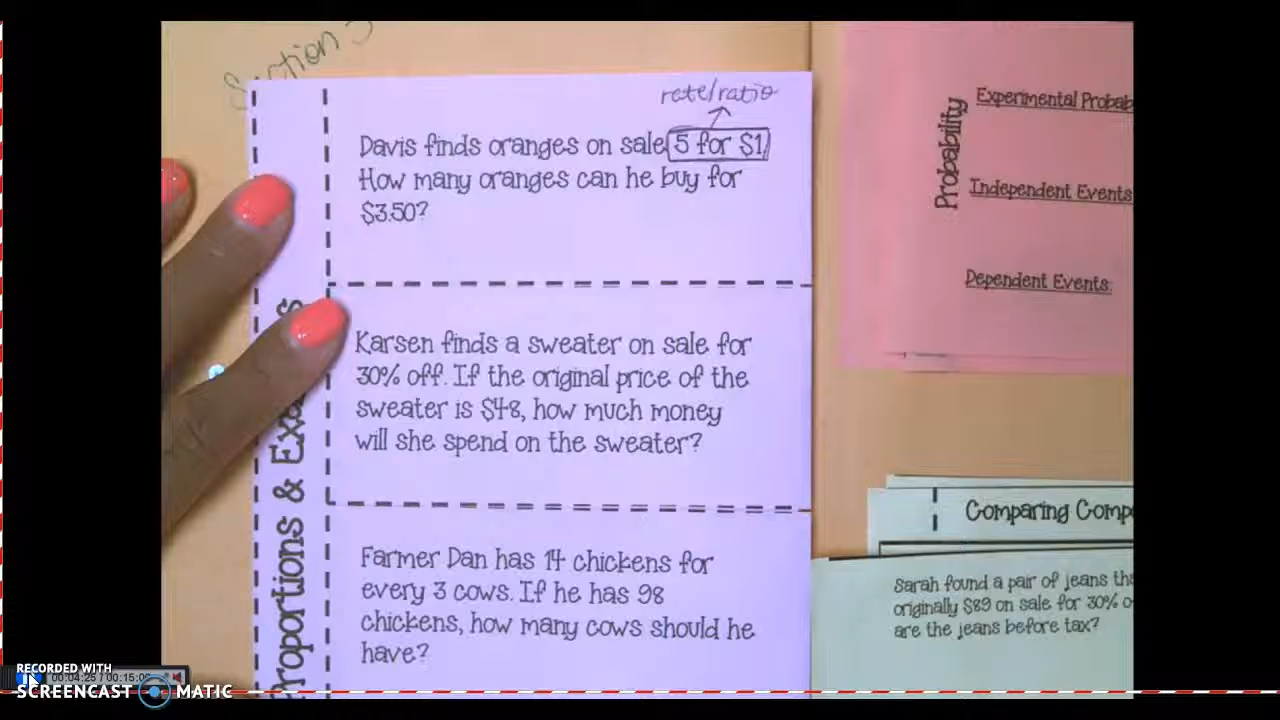 Section 3
rate/ratio
Davis finds oranges on sale 5 for $1.
How many oranges can he buy for
$3.50?
Karsen finds a sweater on sale for
30% off. If the original price of the
sweater is $48, how much money
will she spend on the sweater?
Farmer Dan has 14 chickens for
every 3 cows. If he has 98
chickens, how many cows should he
have?
Proportions &
Probability
Experimental Probab
Independent Events:
Dependent Events:
Comparing Comp
Sarah found a pair of jeans th
originally $89 on sale for 30% o
are the jeans before tax?
RECORDED WITH
SCREENCAST MATIC